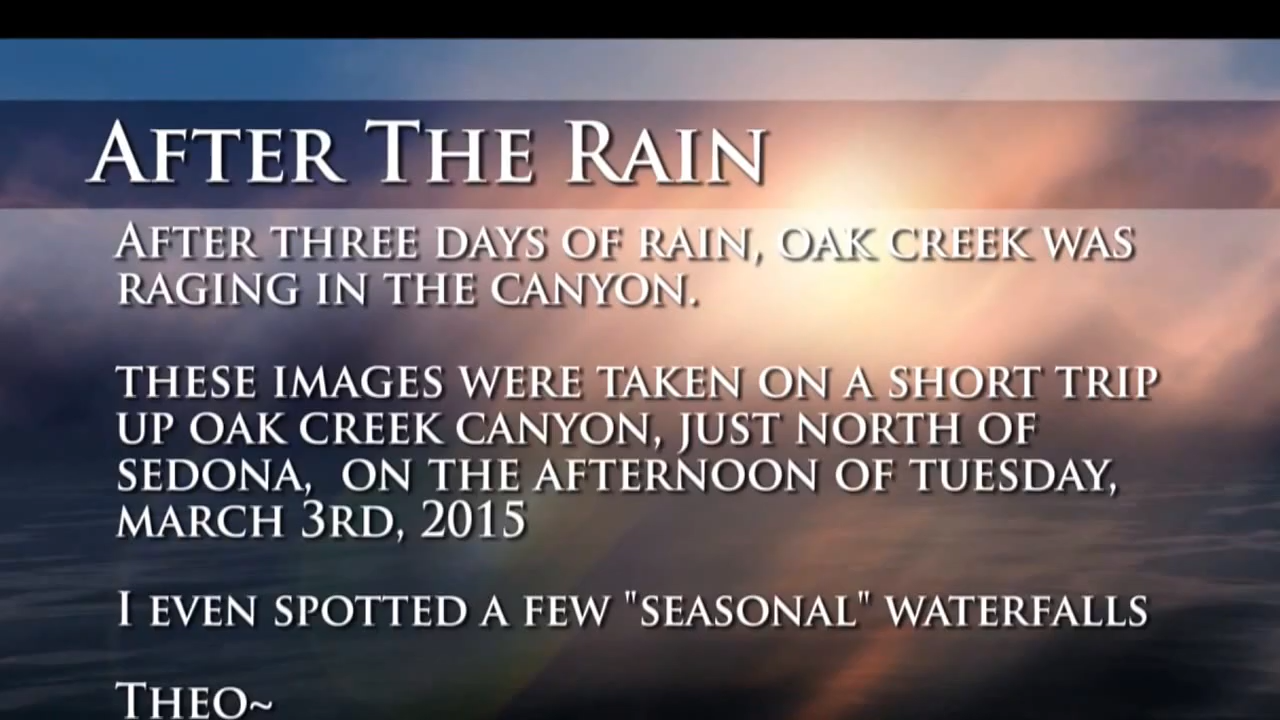 After The Rain
After three days of rain, oak creek was
raging in the canyon.
these images were taken on a short trip
up oak creek canyon, just north of
sedona,  on the afternoon of tuesday,
march 3rd, 2015
I even spotted a few "seasonal" waterfalls
Theo~